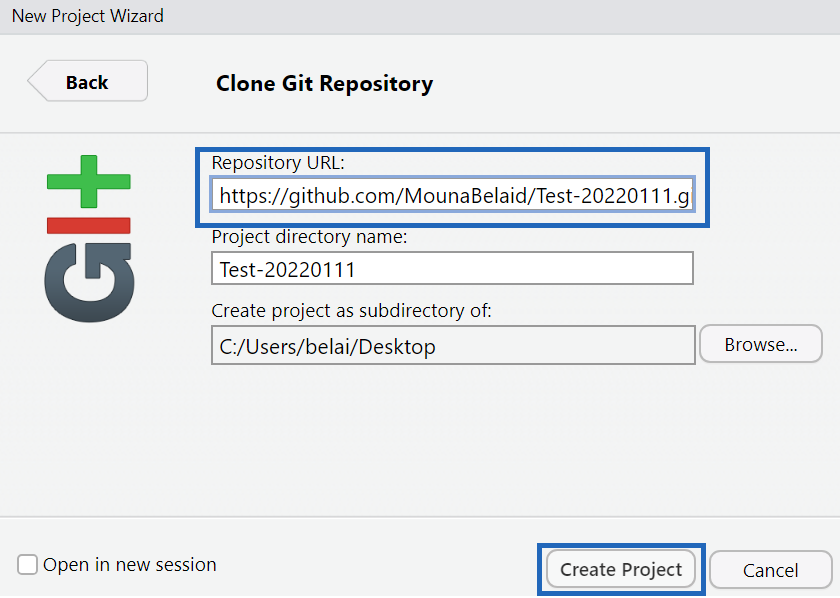 New Project Wizard
Back
Clone Git Repository
Repository URL:
https://github.com/MounaBelaid/Test-20220111.g
Project directory name:
Test-20220111
Create project as subdirectory of:
C:/Users/belai/Desktop
Browse...
Open in new session
Create Project
Cancel
GIt